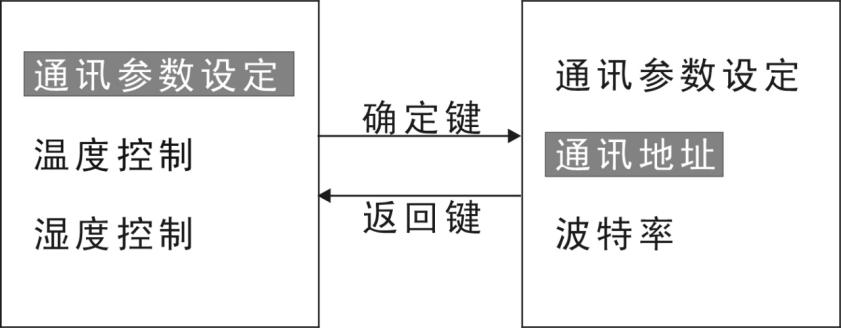 通讯参数设定
温度控制
湿度控制
确定键
返回键
通讯参数设定
通讯地址
波特率